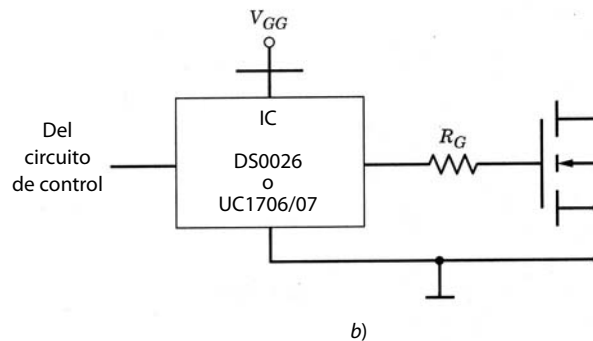 V_GG
IC
Del
circuito
de control
DS0026
o
UC1706/07
R_G
b)